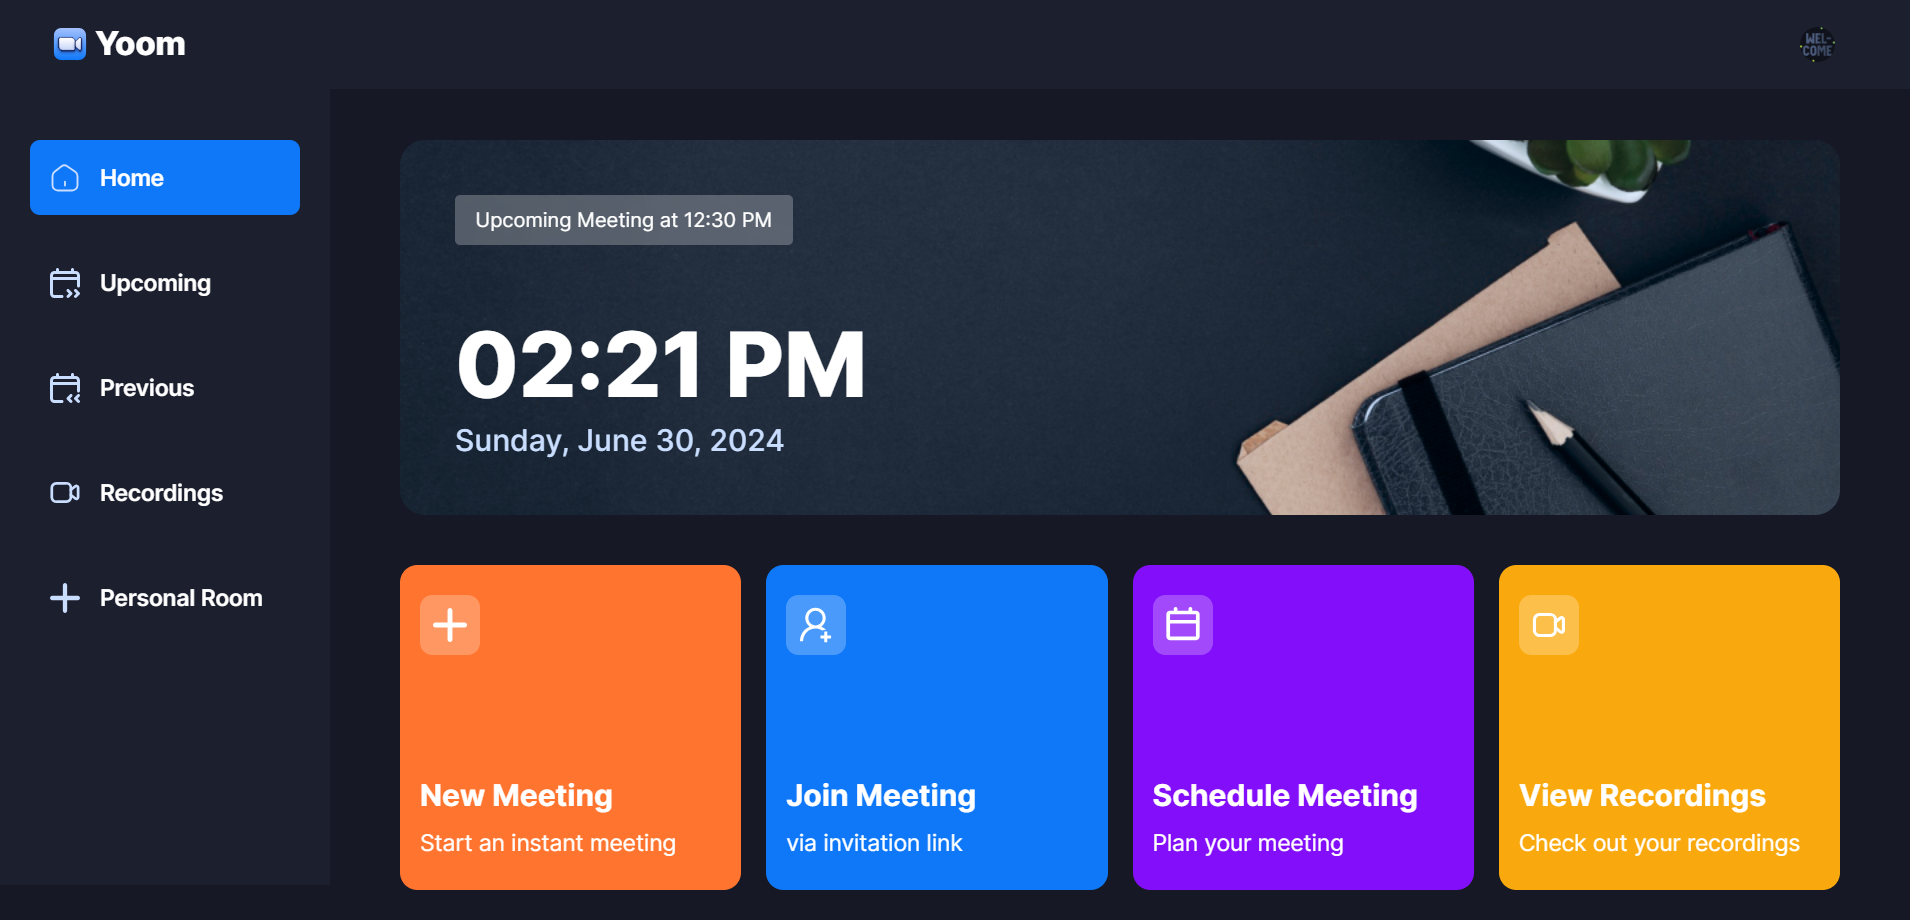 Yoom
WEL-
COME
Home
Upcoming
Previous
Recordings
Personal Room
Upcoming Meeting at 12:30 PM
02:21 PM
Sunday, June 30, 2024
New Meeting
Start an instant meeting
Join Meeting
via invitation link
Schedule Meeting
Plan your meeting
View Recordings
Check out your recordings